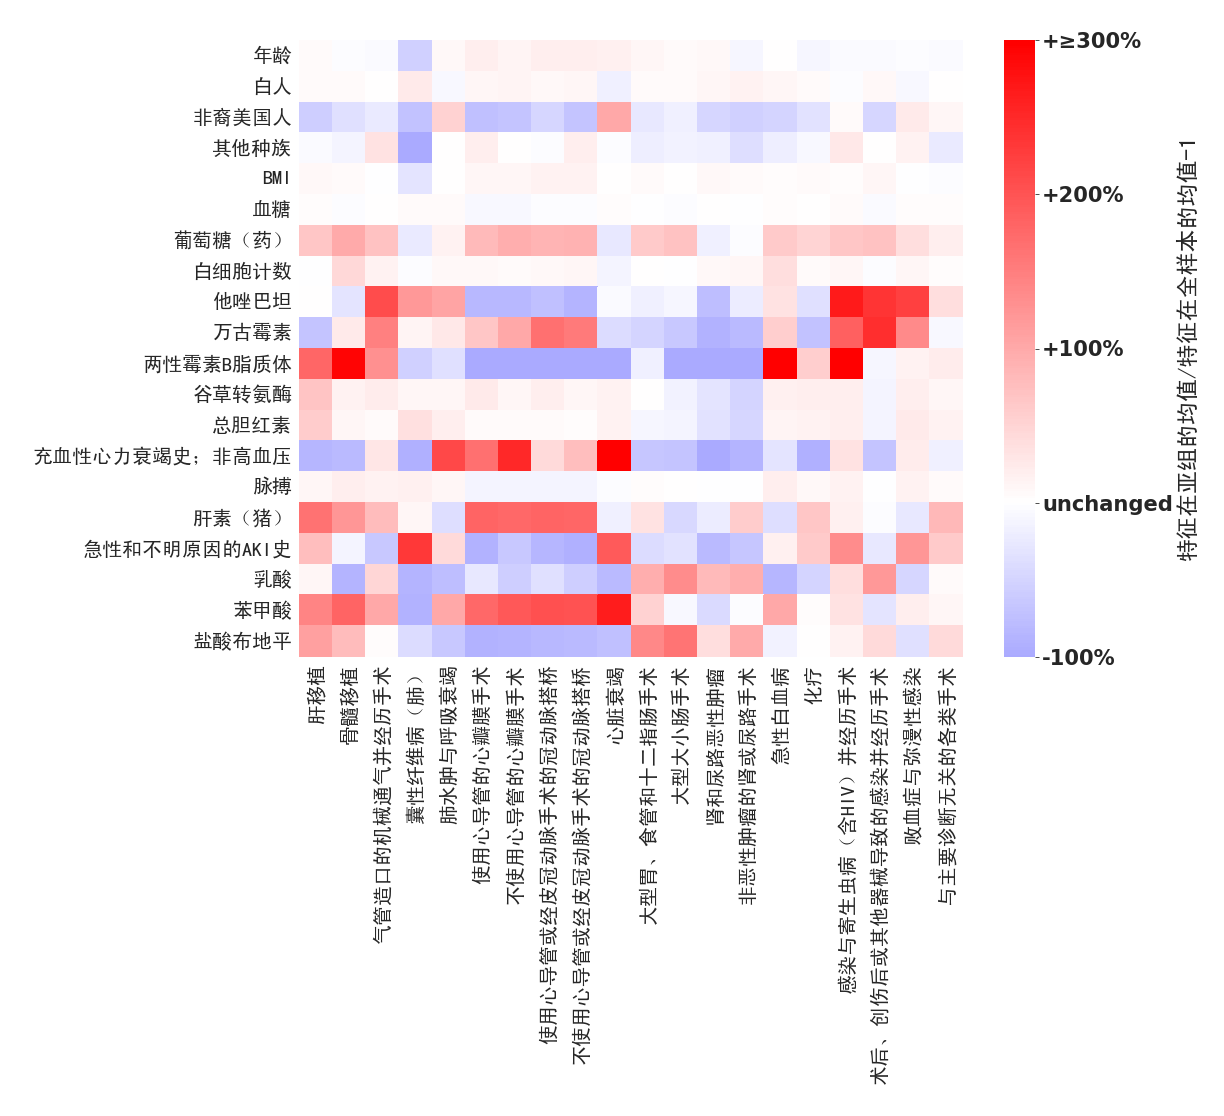 年龄
白人
非裔美国人
其他种族
BMI
血糖
葡萄糖（药）
白细胞计数
他唑巴坦
万古霉素
两性霉素B脂质体
谷草转氨酶
总胆红素
充血性心力衰竭史；非高血压
脉搏
肝素（猪）
急性和不明原因的AKI史
乳酸
苯甲酸
盐酸布地平
肝移植
骨髓移植
气管造口的机械通气并经历手术
囊性纤维病（肺）
肺水肿与呼吸衰竭
使用心导管的心瓣膜手术
不使用心导管的心瓣膜手术
使用心导管或经皮冠动脉手术的冠动脉搭桥
不使用心导管或经皮冠动脉手术的冠动脉搭桥
心脏衰竭
大型胃、食管和十二指肠手术
大型大小肠手术
肾和尿路恶性肿瘤
非恶性肿瘤的肾或尿路手术
急性白血病
化疗
感染与寄生虫病（含HIV）并经历手术
术后、创伤后或其他器械导致的感染并经历手术
败血症与弥漫性感染
与主要诊断无关的各类手术
+≥300%
+200%
+100%
unchanged
-100%
特征在亚组的均值/特征在全样本的均值-1